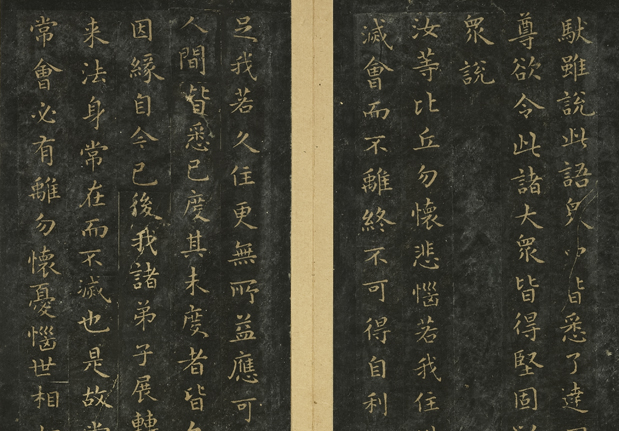 馱雖說此語衆中皆悉了達
尊欲令此諸大衆皆得堅固
衆說
汝䓁比丘勿懷悲惱若我住
滅會而不離終不可得自利
足我若久住更無所益應可
人間皆悉已度其未度者皆
因緣自今已後我諸弟子展轉
来法身常在而不滅也是故
常會必有離勿懷憂惱世相